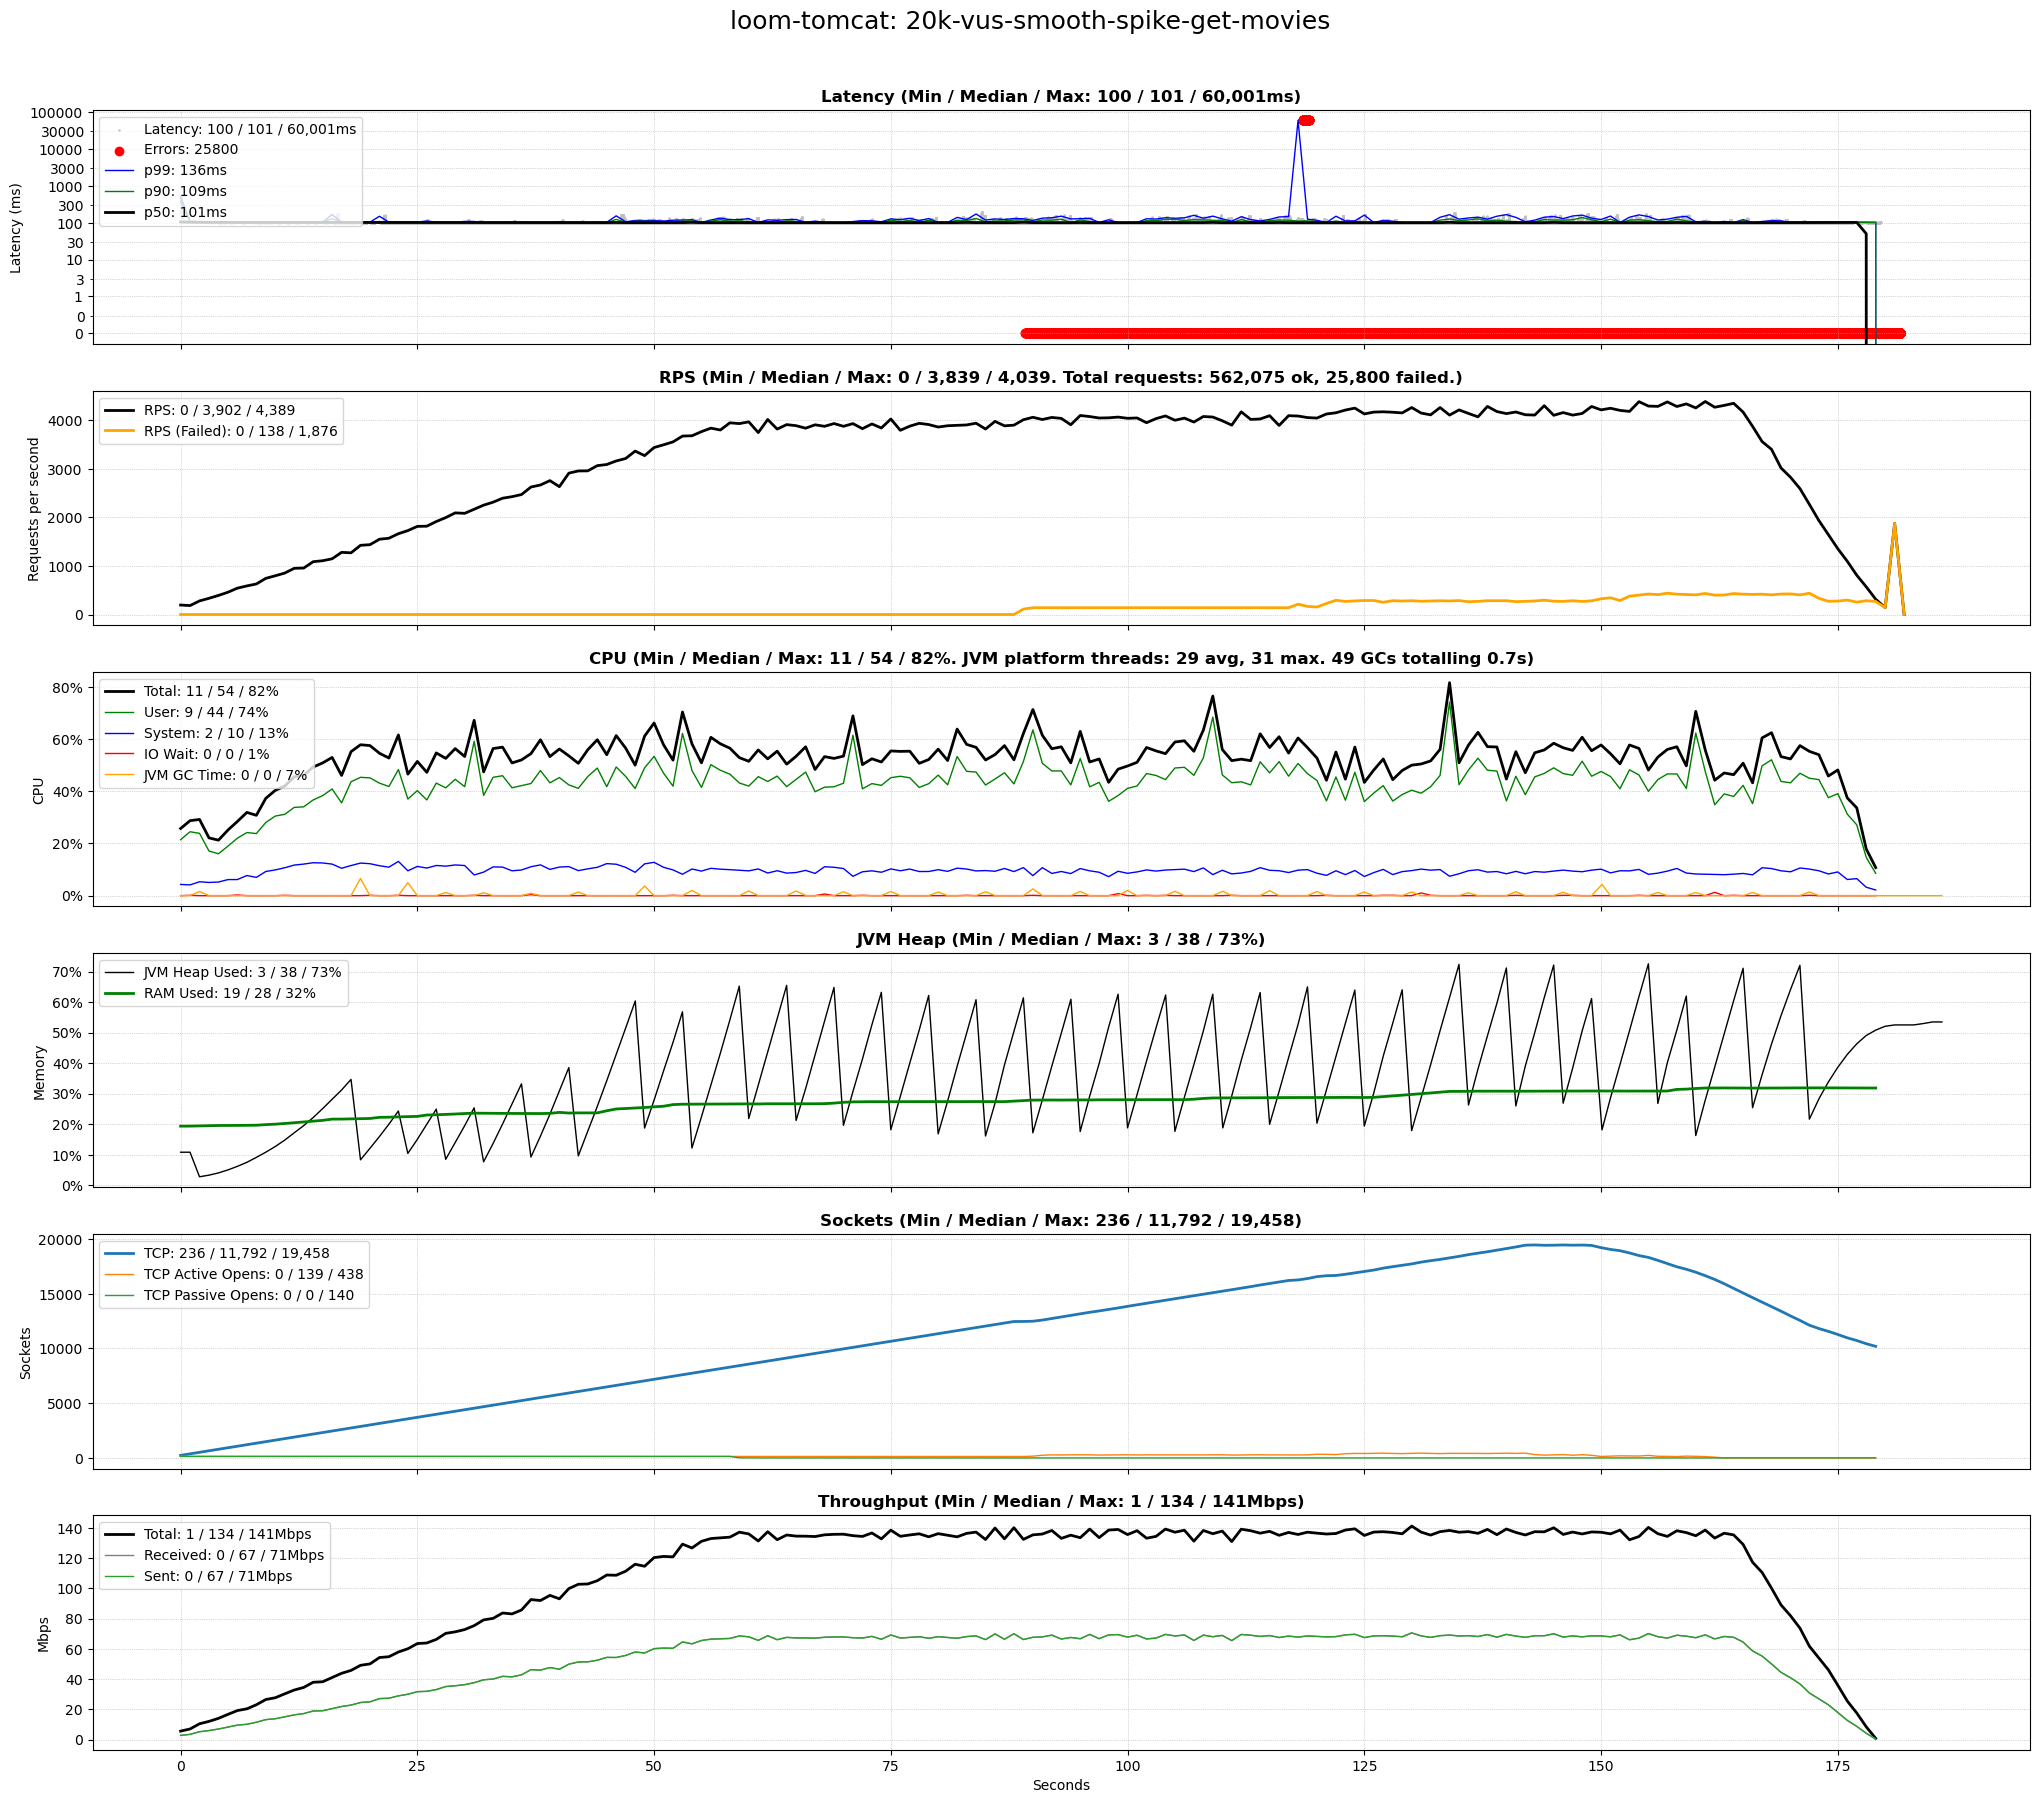 loom-tomcat: 20k-vus-smooth-spike-get-movies
Latency (Min / Median / Max: 100 / 101 / 60,001ms)
Latency (ms)
100000
30000
10000
3000
1000
300
100
30
10
3
1
0
0
Latency: 100 / 101 / 60,001ms
Errors: 25800
p99: 136ms
p90: 109ms
p50: 101ms
RPS (Min / Median / Max: 0 / 3,839 / 4,039. Total requests: 562,075 ok, 25,800 failed.)
Requests per second
4000
3000
2000
1000
0
RPS: 0 / 3,902 / 4,389
RPS (Failed): 0 / 138 / 1,876
CPU (Min / Median / Max: 11 / 54 / 82%. JVM platform threads: 29 avg, 31 max. 49 GCs totalling 0.7s)
CPU
80%
60%
40%
20%
0%
Total: 11 / 54 / 82%
User: 9 / 44 / 74%
System: 2 / 10 / 13%
IO Wait: 0 / 0 / 1%
JVM GC Time: 0 / 0 / 7%
JVM Heap (Min / Median / Max: 3 / 38 / 73%)
Memory
70%
60%
50%
40%
30%
20%
10%
0%
JVM Heap Used: 3 / 38 / 73%
RAM Used: 19 / 28 / 32%
Sockets (Min / Median / Max: 236 / 11,792 / 19,458)
Sockets
20000
15000
10000
5000
0
TCP: 236 / 11,792 / 19,458
TCP Active Opens: 0 / 139 / 438
TCP Passive Opens: 0 / 0 / 140
Throughput (Min / Median / Max: 1 / 134 / 141Mbps)
Mbps
140
120
100
80
60
40
20
0
Total: 1 / 134 / 141Mbps
Received: 0 / 67 / 71Mbps
Sent: 0 / 67 / 71Mbps
0 25 50 75 100 125 150 175
Seconds